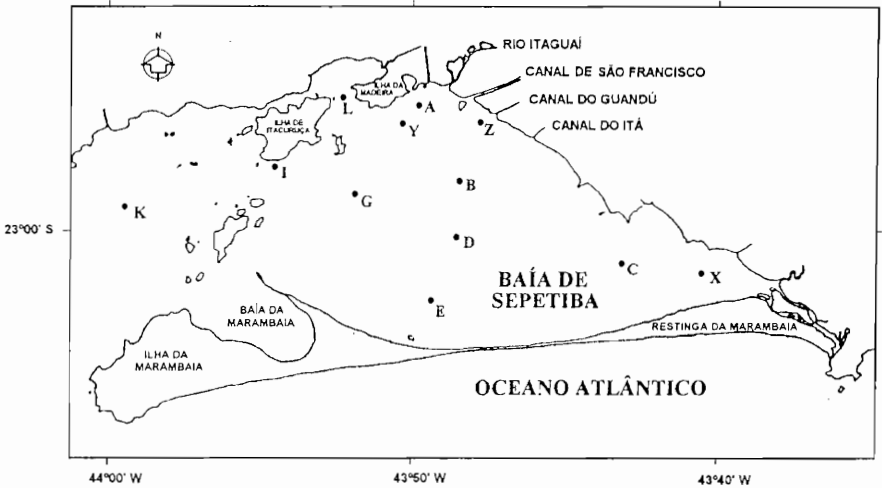 N
RIO ITAGUAÍ
CANAL DE SÃO FRANCISCO
CANAL DO GUANDÚ
CANAL DO ITÁ
ILHA DA
MADEIRA
ILHA DE
ITACURUÇA
L
A
Y
Z
I
B
G
K
23°00' S
D
C
X
E
BAÍA DE
SEPETIBA
BAÍA DA
MARAMBAIA
RESTINGA DA MARAMBAIA
ILHA DA
MARAMBAIA
OCEANO ATLÂNTICO
44°00' W
43°50' W
43°40' W